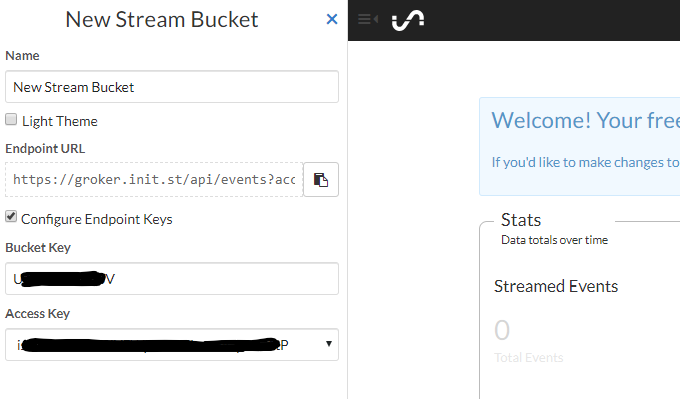 New Stream Bucket ×
Name
New Stream Bucket
Light Theme
Endpoint URL
https://groker.init.st/api/events?acc
Configure Endpoint Keys
Bucket Key
Access Key
Welcome! Your free
If you'd like to make changes to
Stats
Data totals over time
Streamed Events
0
Total Events